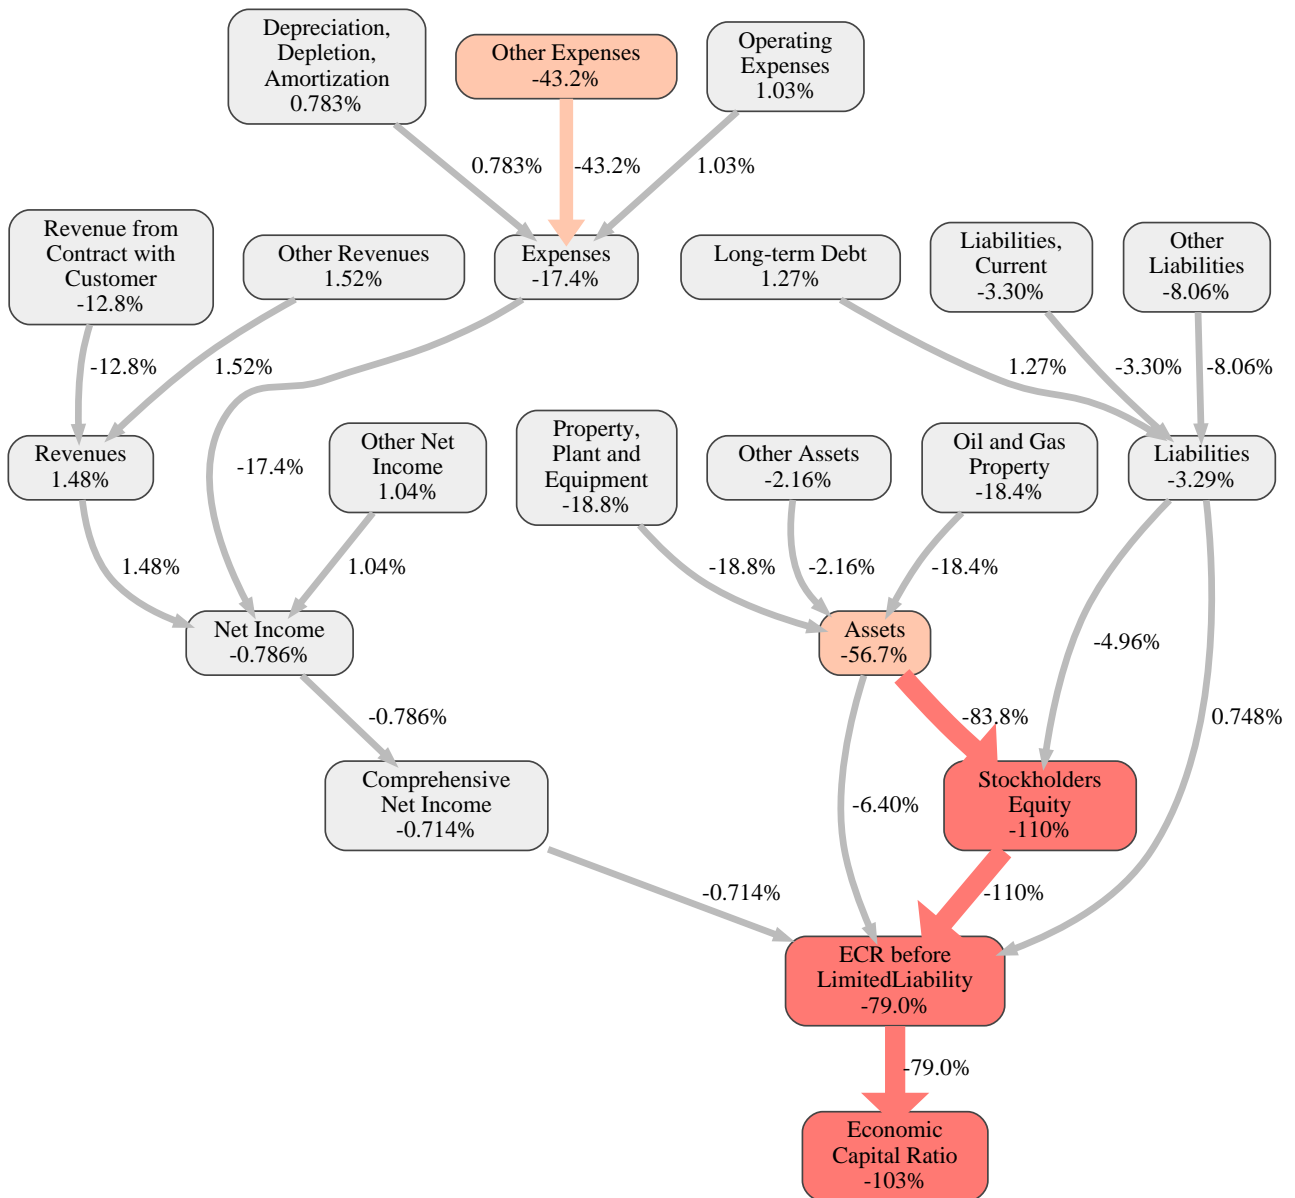 Depreciation,
Depletion,
Amortization
0.783%
Other Expenses
-43.2%
Operating
Expenses
1.03%
0.783%
-43.2%
1.03%
Revenue from
Contract with
Customer
-12.8%
Other Revenues
1.52%
Expenses
-17.4%
Long-term Debt
1.27%
Liabilities,
Current
-3.30%
Other
Liabilities
-8.06%
-12.8%
1.52%
1.27%
-3.30%
-8.06%
Revenues
1.48%
-17.4%
Other Net
Income
1.04%
Property,
Plant and
Equipment
-18.8%
Other Assets
-2.16%
Oil and Gas
Property
-18.4%
Liabilities
-3.29%
1.48%
1.04%
-18.8%
-2.16%
-18.4%
Net Income
-0.786%
Assets
-56.7%
-4.96%
-0.786%
-83.8%
0.748%
Comprehensive
Net Income
-0.714%
-6.40%
Stockholders
Equity
-110%
-0.714%
-110%
ECR before
LimitedLiability
-79.0%
-79.0%
Economic
Capital Ratio
-103%